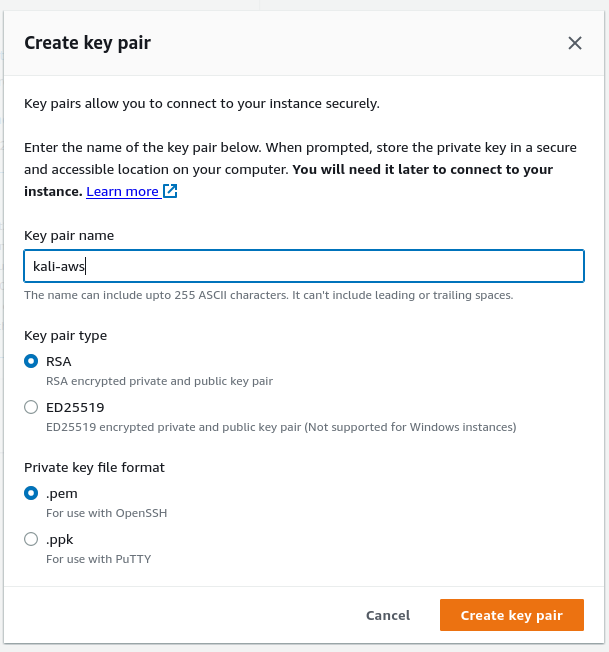 Create key pair
Key pairs allow you to connect to your instance securely.
Enter the name of the key pair below. When prompted, store the private key in a secure
and accessible location on your computer. You will need it later to connect to your
instance. Learn more
Key pair name
kali-aws
The name can include upto 255 ASCII characters. It can't include leading or trailing spaces.
Key pair type
RSA
RSA encrypted private and public key pair
ED25519
ED25519 encrypted private and public key pair (Not supported for Windows instances)
Private key file format
.pem
For use with OpenSSH
.ppk
For use with PuTTY
Cancel
Create key pair